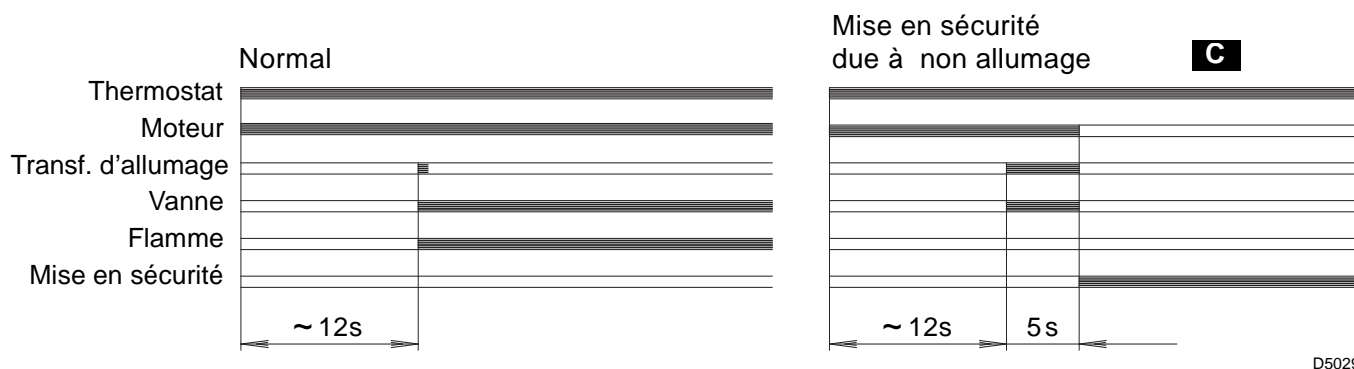 Mise en sécurité
due à non allumage C
Normal
Thermostat
Moteur
Transf. d'allumage
Vanne
Flamme
Mise en sécurité
~ 12s
~ 12s 5s
D5029